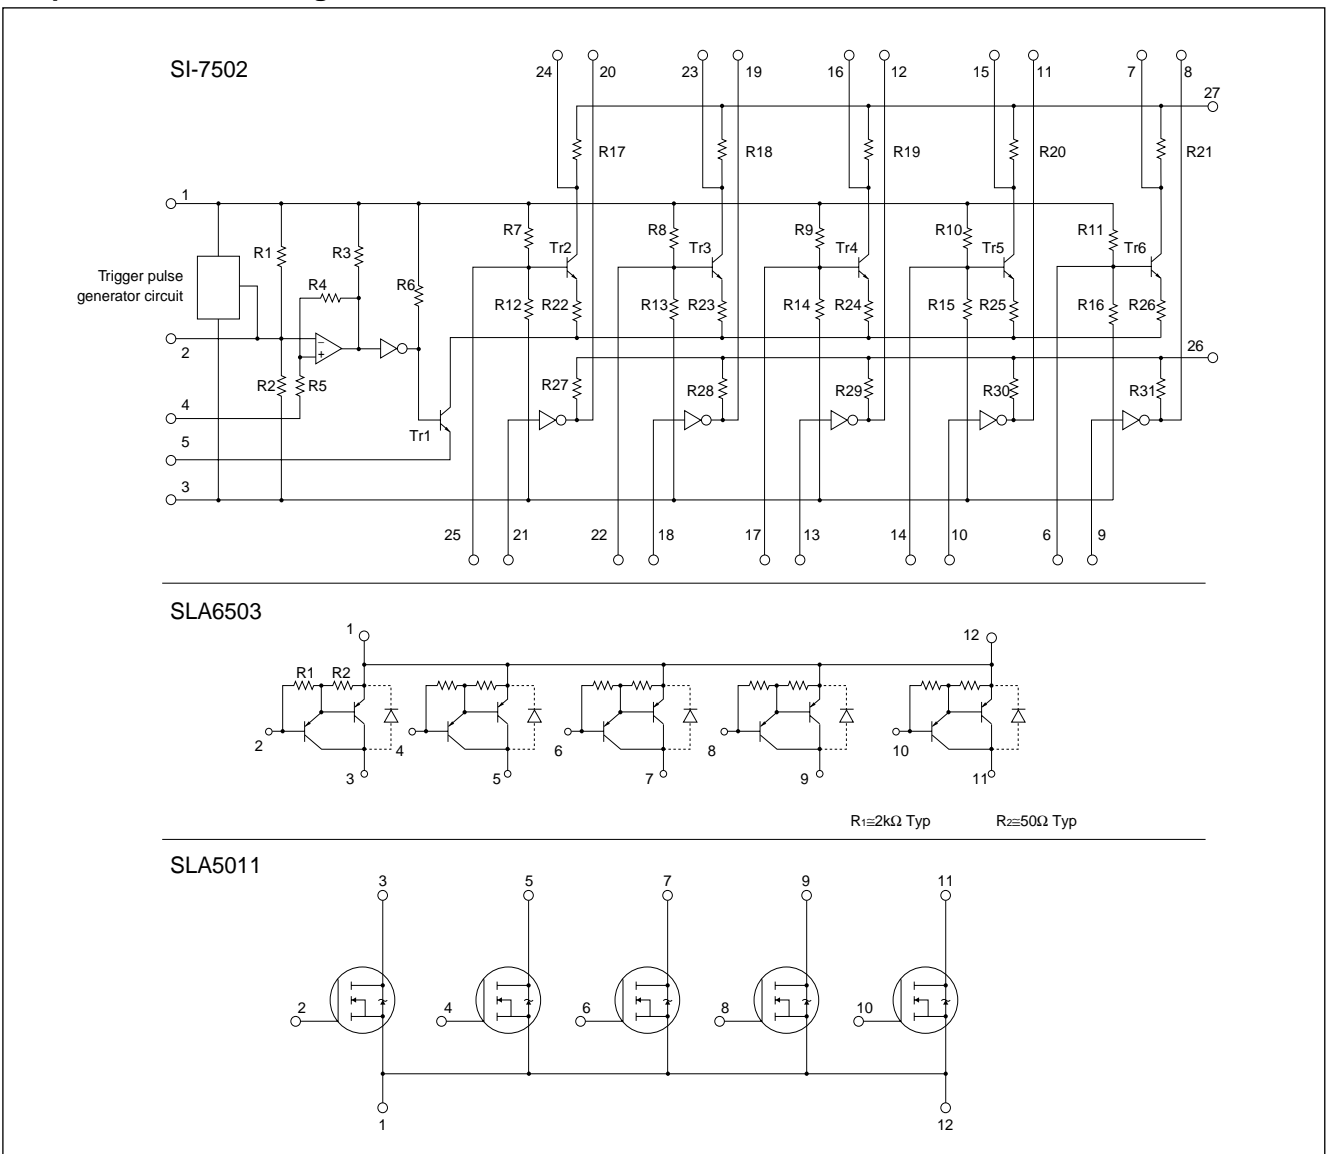 SI-7502
24 20 23 19 16 12 15 11 7 8
27
R17 R18 R19 R20 R21
1
R1 R3 R7 R8 R9 R10 R11
Tr2 Tr3 Tr4 Tr5 Tr6
Trigger pulse
generator circuit
R4 R6
R12 R22 R13 R23 R14 R24 R15 R25 R16 R26
2
−
+
26
R2 R5 R27 R28 R29 R30 R31
4
Tr1
5
3
25 21 22 18 17 13 14 10 6 9
SLA6503
1 12
R1 R2
2 4 6 8 10
3 5 7 9 11
R1≅2kΩ Typ R2≅50Ω Typ
SLA5011
3 5 7 9 11
2 4 6 8 10
1 12